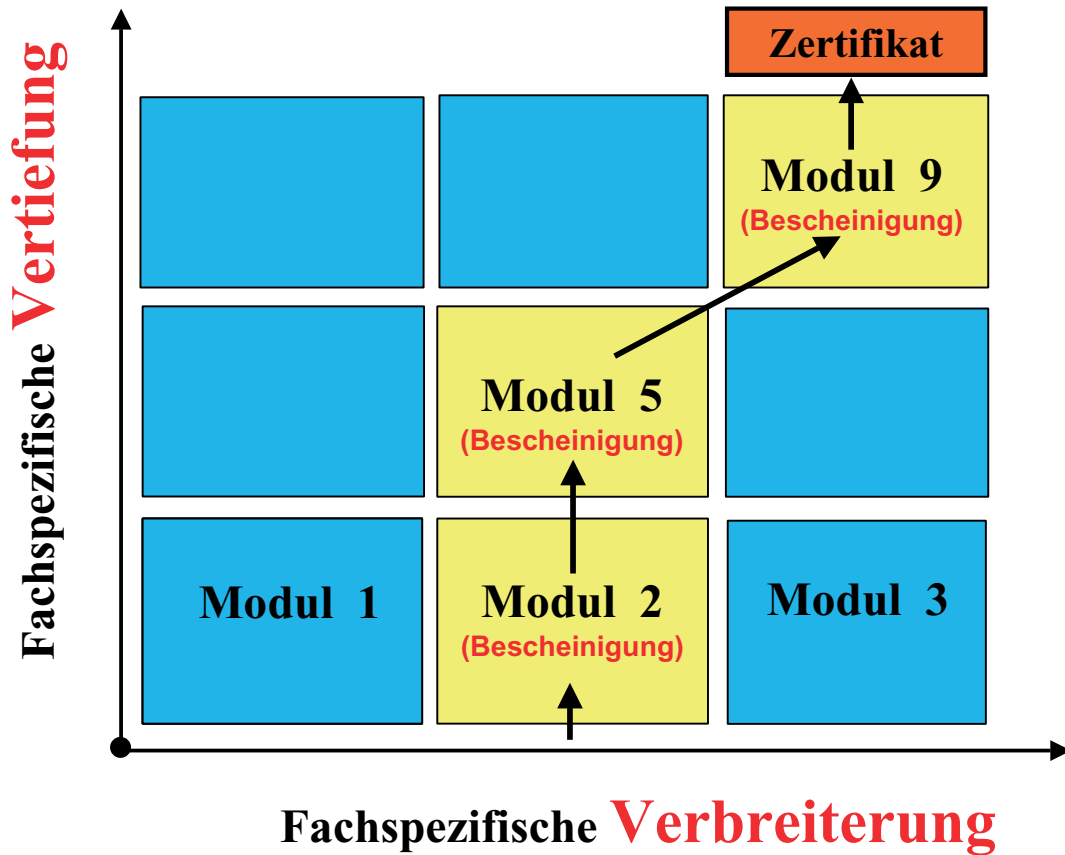 Zertifikat
Modul 9
(Bescheinigung)
Modul 5
(Bescheinigung)
Modul 1
Modul 2
(Bescheinigung)
Modul 3
Fachspezifische Vertiefung
Fachspezifische Verbreiterung